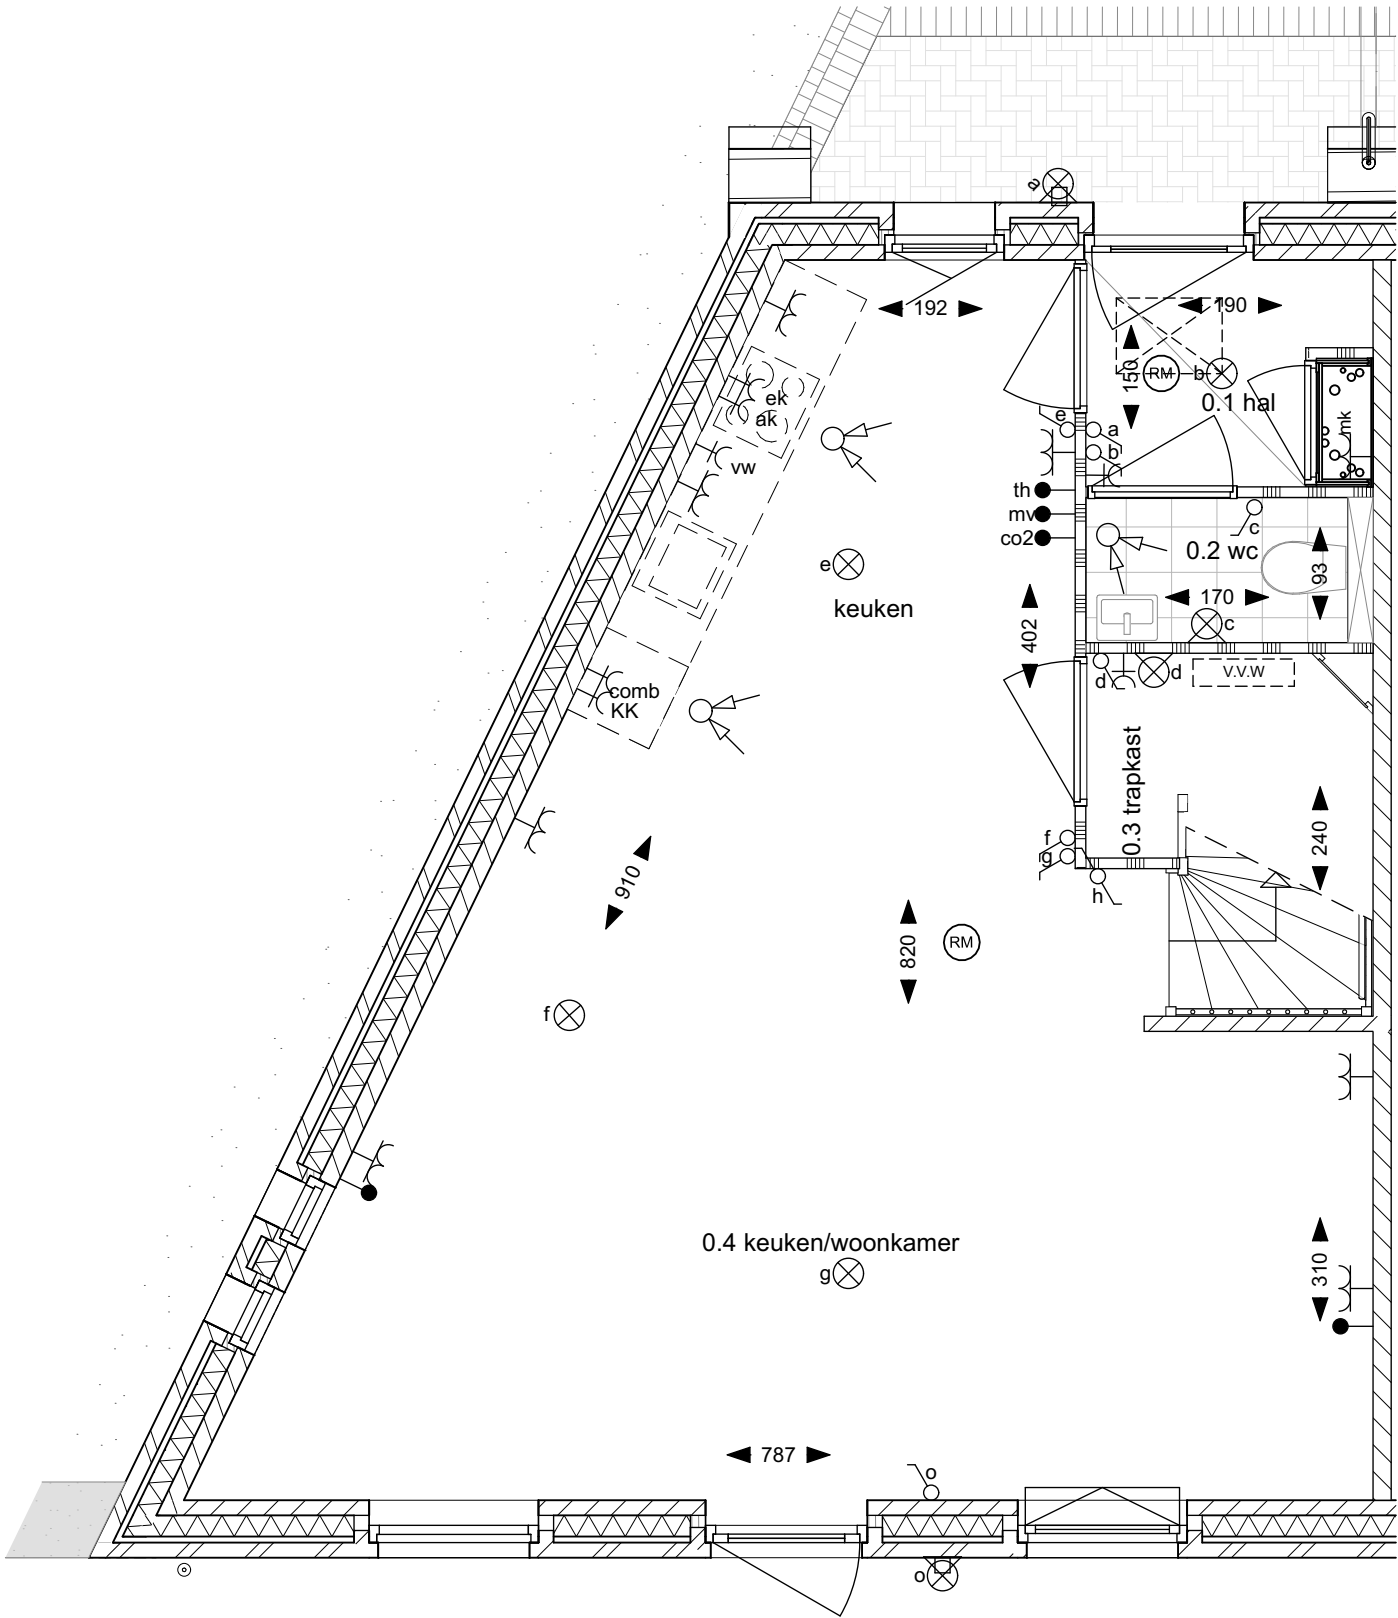 a
192
190
150
RM
b
0.1 hal
mk
ek
ak
vw
e
a
b
th
mv
co2
c
0.2 wc
93
170
c
e
keuken
402
d
d
V.V.W
comb
KK
0.3 trapkast
240
f
g
h
910
820
RM
f
0.4 keuken/woonkamer
g
310
787
o
o